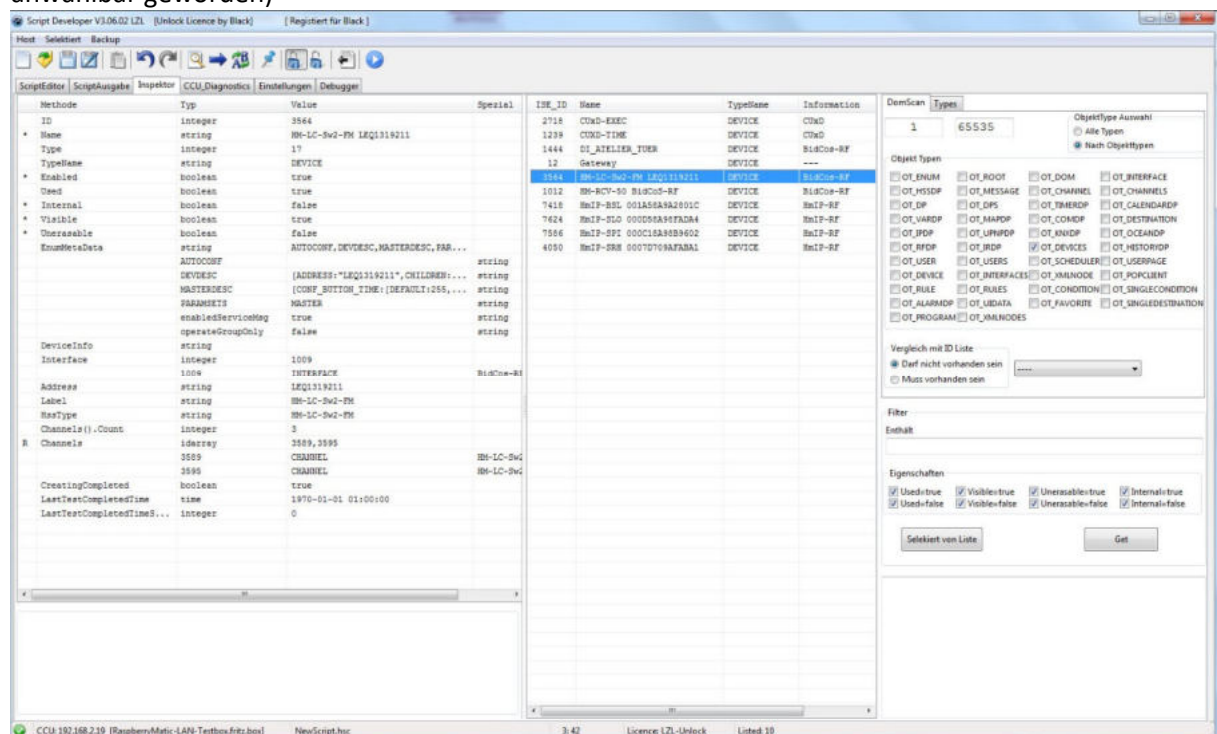 anwählbar geworden)
Script Developer V3.06.02 LZL [Unlock Licence by Black] [ Registiert für Black ]
Host Selektiert Backup
ScriptEditor ScriptAusgabe Inspektor CCU_Diagnostics Einstellungen Debugger
Methode Typ Value Spezial
ID integer 3564
* Name string HM-LC-Sw2-FM LEQ1319211
Type integer 17
TypeName string DEVICE
* Enabled boolean true
Used boolean true
* Internal boolean false
* Visible boolean true
* Unerasable boolean false
EnumMetaData string AUTOCONF,DEVDESC,MASTERDESC,PAR...
AUTOCONF string
DEVDESC {ADDRESS:"LEQ1319211",CHILDREN:... string
MASTERDESC {CONF_BUTTON_TIME:{DEFAULT:255,... string
PARAMSETS MASTER string
enabledServiceMsg true string
operateGroupOnly false string
DeviceInfo string
Interface integer 1009
1009 INTERFACE BidCos-RF
Address string LEQ1319211
Label string HM-LC-Sw2-FM
HssType string HM-LC-Sw2-FM
Channels().Count integer 3
R Channels idarray 3589,3595
3589 CHANNEL HM-LC-Sw2
3595 CHANNEL HM-LC-Sw2
CreatingCompleted boolean true
LastTestCompletedTime time 1970-01-01 01:00:00
LastTestCompletedTimeS... integer 0
ISE_ID Name TypeName Information
2718 CUxD-EXEC DEVICE CUxD
1239 CUXD-TIME DEVICE CUxD
1444 DI_ATELIER_TUER DEVICE BidCos-RF
12 Gateway DEVICE ---
3564 HM-LC-Sw2-FM LEQ1319211 DEVICE BidCos-RF
1012 HM-RCV-50 BidCoS-RF DEVICE BidCos-RF
7418 HmIP-BSL 001A58A9A2801C DEVICE HmIP-RF
7624 HmIP-SLO 000D58A98FADA4 DEVICE HmIP-RF
7586 HmIP-SPI 000C18A98B9602 DEVICE HmIP-RF
4050 HmIP-SRH 0007D709AFABA1 DEVICE HmIP-RF
DomScan Types
1 65535
ObjektType Auswahl
Alle Typen
Nach Objekttypen
Objekt Typen
OT_ENUM OT_ROOT OT_DOM OT_INTERFACE
OT_HSSDP OT_MESSAGE OT_CHANNEL OT_CHANNELS
OT_DP OT_DPS OT_TIMERDP OT_CALENDARDP
OT_VARDP OT_MAPDP OT_COMDP OT_DESTINATION
OT_IPDP OT_UPNPDP OT_KNXDP OT_OCEANDP
OT_RFDP OT_IRDP OT_DEVICES OT_HISTORYDP
OT_USER OT_USERS OT_SCHEDULER OT_USERPAGE
OT_DEVICE OT_INTERFACES OT_XMLNODE OT_POPCLIENT
OT_RULE OT_RULES OT_CONDITION OT_SINGLECONDITION
OT_ALARMDP OT_UIDATA OT_FAVORITE OT_SINGLEDESTINATION
OT_PROGRAM OT_XMLNODES
Vergleich mit ID Liste
Darf nicht vorhanden sein
----
Muss vorhanden sein
Filter
Enthält
Eigenschaften
Used=true Visible=true Unerasable=true Internal=true
Used=false Visible=false Unerasable=false Internal=false
Selekiert von Liste Get
CCU: 192.168.2.19 [RaspberryMatic-LAN-Testbox.fritz.box] NewScript.hsc 3: 42 Licence: LZL-Unlock Listed: 10